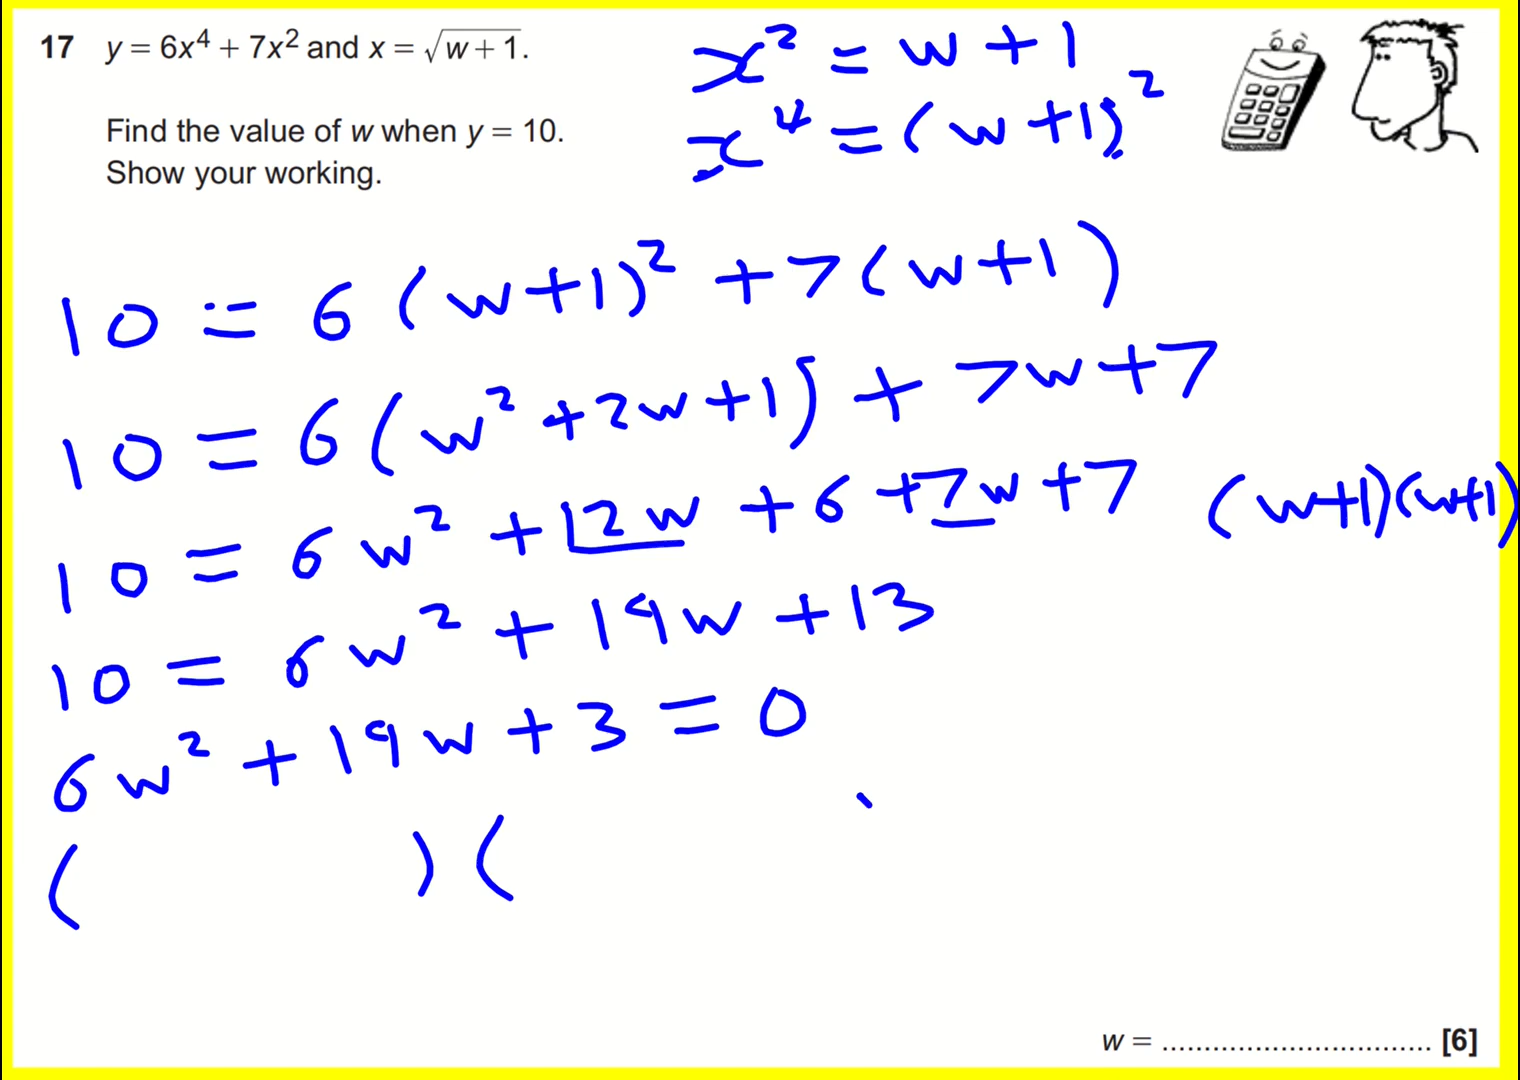 17 y = 6x⁴ + 7x² and x = √(w + 1).
Find the value of w when y = 10.
Show your working.
x² = w + 1
x⁴ = (w + 1)²
10 = 6(w+1)² + 7(w+1)
10 = 6(w² + 2w + 1) + 7w + 7
10 = 6w² + 12w + 6 + 7w + 7
(w+1)(w+1)
10 = 6w² + 19w + 13
6w² + 19w + 3 = 0
( ) (
w = ................................ [6]